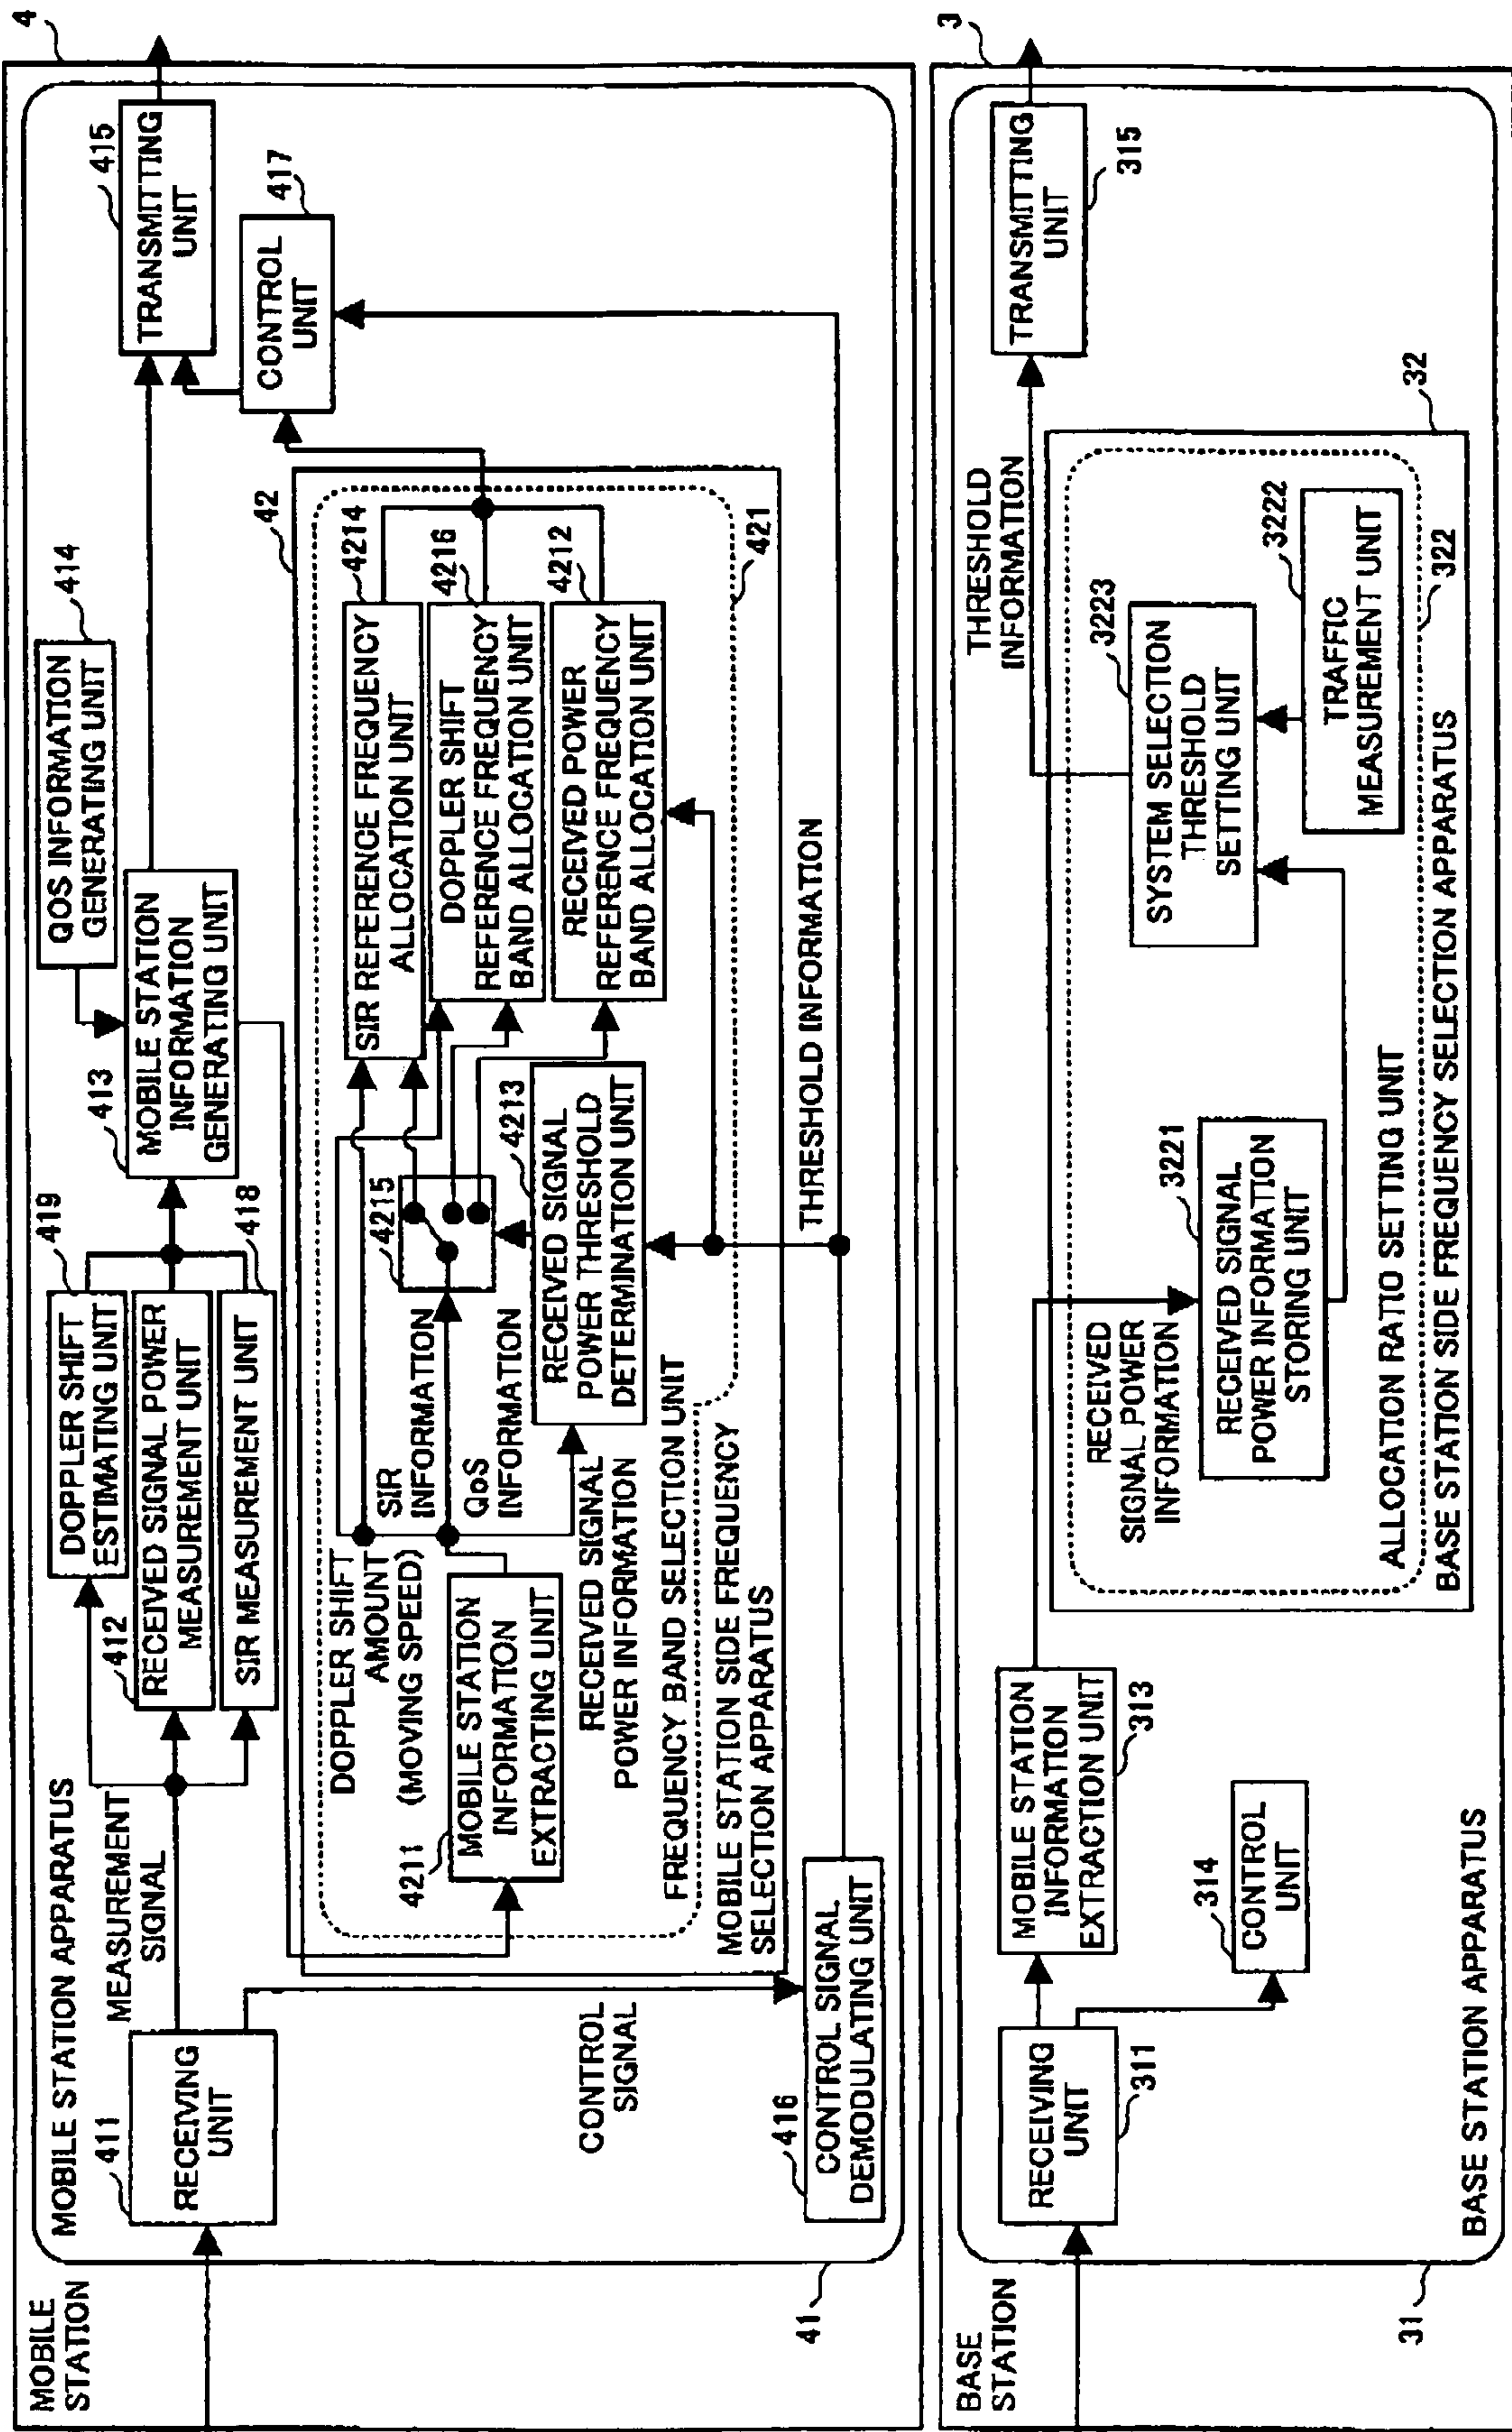 MOBILE
STATION
4
MOBILE STATION APPARATUS
41
411
RECEIVING
UNIT
MEASUREMENT
SIGNAL
CONTROL
SIGNAL
419
DOPPLER SHIFT
ESTIMATING UNIT
412
RECEIVED SIGNAL POWER
MEASUREMENT UNIT
418
SIR MEASUREMENT UNIT
413
MOBILE STATION
INFORMATION
GENERATING UNIT
414
QOS INFORMATION
GENERATING UNIT
415
TRANSMITTING
UNIT
417
CONTROL
UNIT
42
DOPPLER SHIFT
AMOUNT
(MOVING SPEED)
SIR
INFORMATION
QoS
INFORMATION
4211
MOBILE STATION
INFORMATION
EXTRACTING UNIT
RECEIVED SIGNAL
POWER INFORMATION
4215
4213
RECEIVED SIGNAL
POWER THRESHOLD
DETERMINATION UNIT
4214
SIR REFERENCE FREQUENCY
ALLOCATION UNIT
4216
DOPPLER SHIFT
REFERENCE FREQUENCY
BAND ALLOCATION UNIT
4212
RECEIVED POWER
REFERENCE FREQUENCY
BAND ALLOCATION UNIT
421
FREQUENCY BAND SELECTION UNIT
MOBILE STATION SIDE FREQUENCY
SELECTION APPARATUS
THRESHOLD INFORMATION
416
CONTROL SIGNAL
DEMODULATING UNIT
BASE
STATION
3
31
RECEIVING
UNIT
311
MOBILE STATION
INFORMATION
EXTRACTION UNIT
313
314
CONTROL
UNIT
RECEIVED
SIGNAL POWER
INFORMATION
3221
RECEIVED SIGNAL
POWER INFORMATION
STORING UNIT
3223
SYSTEM SELECTION
THRESHOLD
SETTING UNIT
3222
TRAFFIC
MEASUREMENT UNIT
THRESHOLD
INFORMATION
TRANSMITTING
UNIT
315
32
322
ALLOCATION RATIO SETTING UNIT
BASE STATION SIDE FREQUENCY SELECTION APPARATUS
BASE STATION APPARATUS